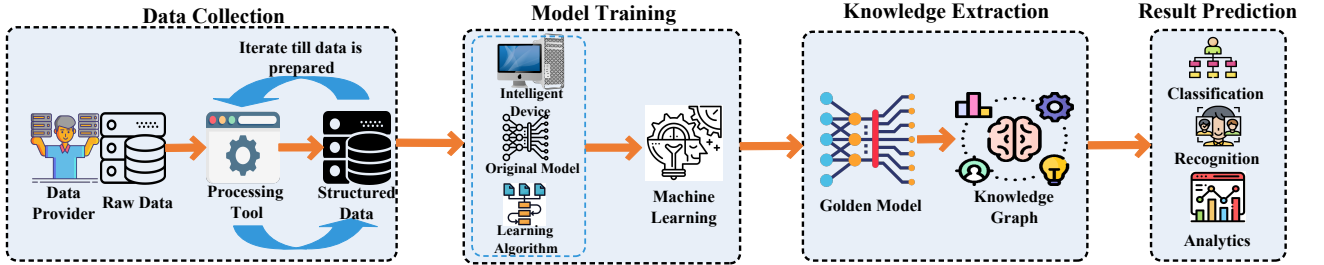 Data Collection
Iterate till data is
prepared
Data
Provider
Raw Data
Processing
Tool
Structured
Data
Model Training
Intelligent
Device
Original Model
Learning
Algorithm
Machine
Learning
Knowledge Extraction
Golden Model
Knowledge
Graph
Result Prediction
Classification
Recognition
Analytics